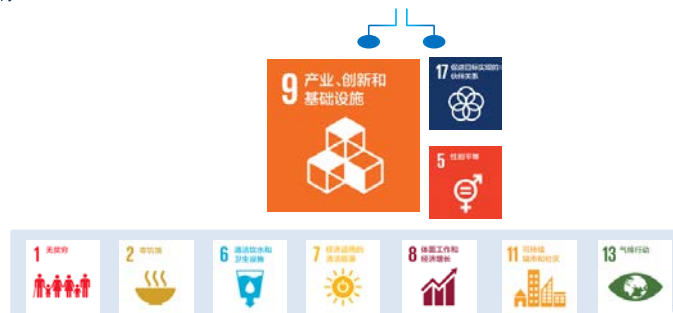 9 产业、创新和
基础设施
17 促进目标实现的
伙伴关系
5 性别平等
1 无贫穷
2 零饥饿
6 清洁饮水和
卫生设施
7 经济适用的
清洁能源
8 体面工作和
经济增长
11 可持续
城市和社区
13 气候行动